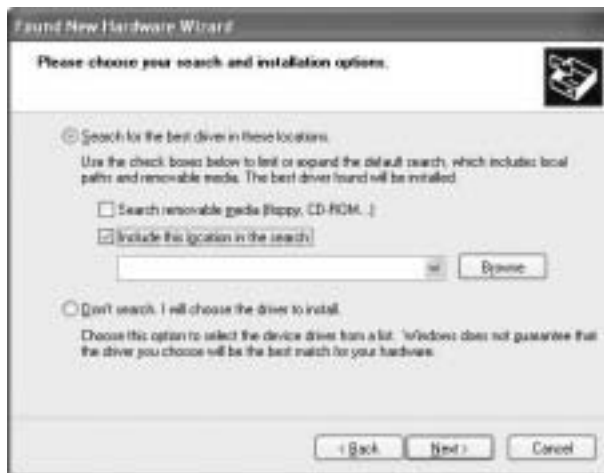 Found New Hardware Wizard
Please choose your search and installation options.
Search for the best driver in these locations.
Use the check boxes below to limit or expand the default search, which includes local
paths and removable media. The best driver found will be installed.
Search removable media (floppy, CD-ROM...)
Include this location in the search:
Browse
Don't search. I will choose the driver to install.
Choose this option to select the device driver from a list. Windows does not guarantee that
the driver you choose will be the best match for your hardware.
< Back
Next >
Cancel